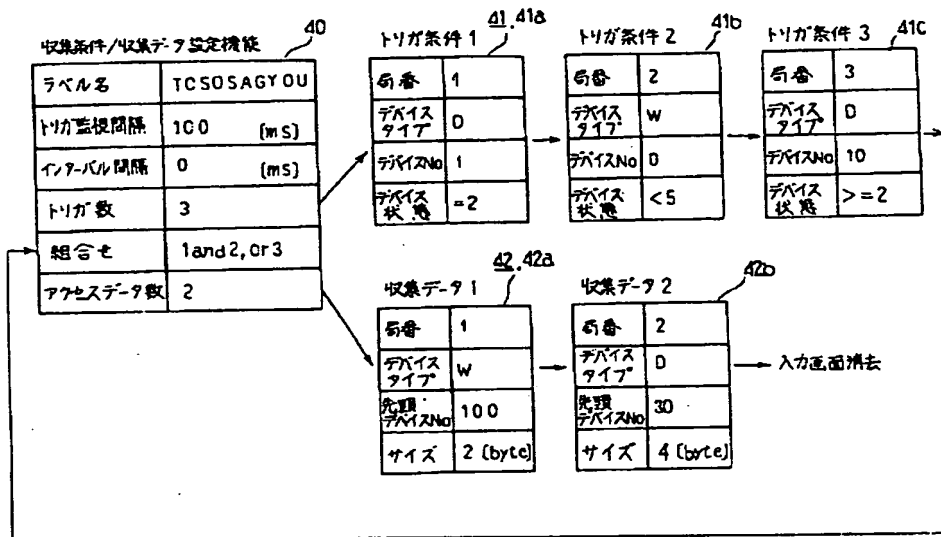 収集条件/収集データ設定機能
40
ラベル名 TCSOSAGYOU
トリガ監視間隔 100 [ms]
インターバル間隔 0 [ms]
トリガ数 3
組合せ 1and2,or3
アクセスデータ数 2
トリガ条件1
41.41a
局番 1
デバイスタイプ D
デバイスNo 1
デバイス状態 =2
トリガ条件2
41b
局番 2
デバイスタイプ W
デバイスNo 0
デバイス状態 <5
トリガ条件3
41c
局番 3
デバイスタイプ D
デバイスNo 10
デバイス状態 >=2
収集データ1
42.42a
局番 1
デバイスタイプ W
先頭デバイスNo 100
サイズ 2 [byte]
収集データ2
42b
局番 2
デバイスタイプ D
先頭デバイスNo 30
サイズ 4 [byte]
入力画面消去